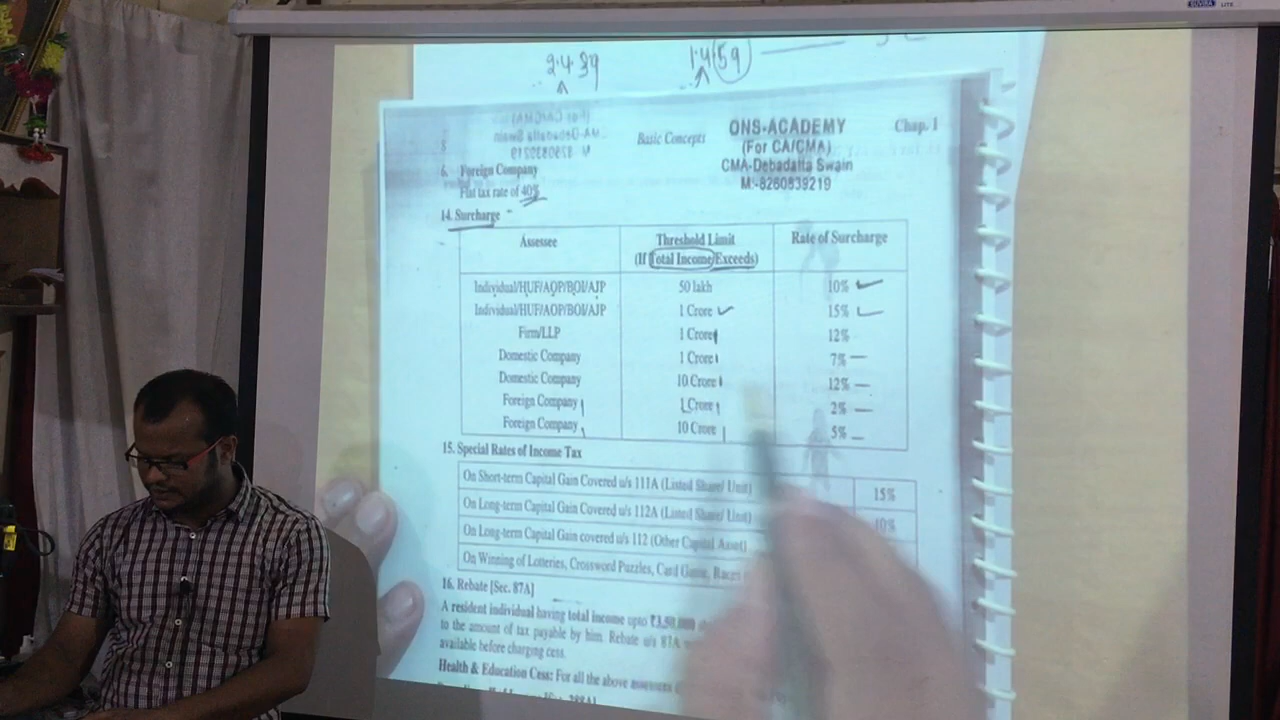 ELVIRA LITE
2.4.39 1.4.59
Basic Concepts ONS-ACADEMY Chap. 1
(For CA/CMA)
CMA-Debadatta Swain
M:-8260839219
6. Foreign Company
Flat tax rate of 40%
14. Surcharge
Assessee Threshold Limit Rate of Surcharge
(If Total Income Exceeds)
Individual/HUF/AOP/BOI/AJP 50 lakh 10%
Individual/HUF/AOP/BOI/AJP 1 Crore 15%
Firm/LLP 1 Crore 12%
Domestic Company 1 Crore 7%
Domestic Company 10 Crore 12%
Foreign Company 1 Crore 2%
Foreign Company 10 Crore 5%
15. Special Rates of Income Tax
On Short-term Capital Gain Covered u/s 111A (Listed Share/ Unit) 15%
On Long-term Capital Gain Covered u/s 112A (Listed Share/ Unit) 10%
On Long-term Capital Gain covered u/s 112 (Other Capital Asset)
On Winning of Lotteries, Crossword Puzzles, Card Game, Races
16. Rebate [Sec. 87A]
A resident individual having total income upto ₹3,50,000
to the amount of tax payable by him. Rebate u/s 87A
available before charging cess.
Health & Education Cess: For all the above assessees